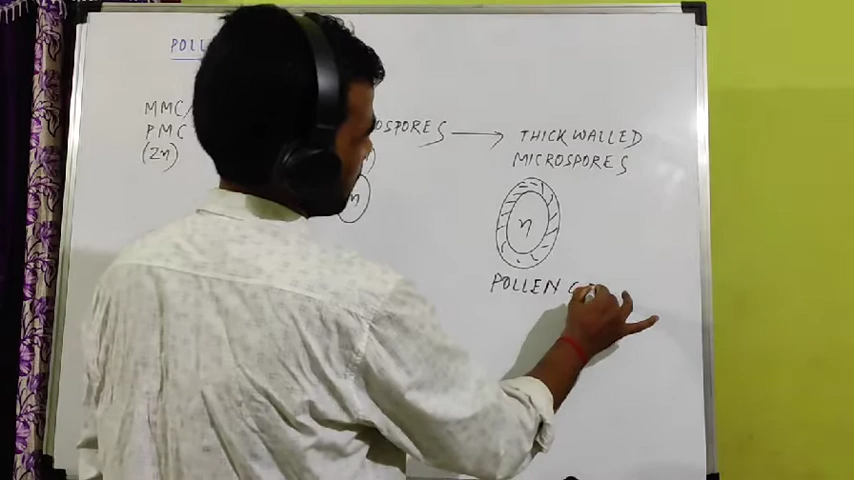 POLL
MMC/
PMC
(2n)
OSPORES → THICK WALLED
MICROSPORES
n
n
POLLEN G